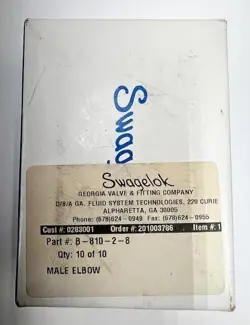 Swag
Swagelok
GEORGIA VALVE & FITTING COMPANY
D/B/A GA. FLUID SYSTEM TECHNOLOGIES, 229 CURIE
ALPHARETTA, GA 30005
Phone: (678)624-0949 Fax: (678)624-0955
Cust #: 0283001 Order #: 201003786 Item #: 1
Part #: B-810-2-8
Qty: 10 of 10
MALE ELBOW